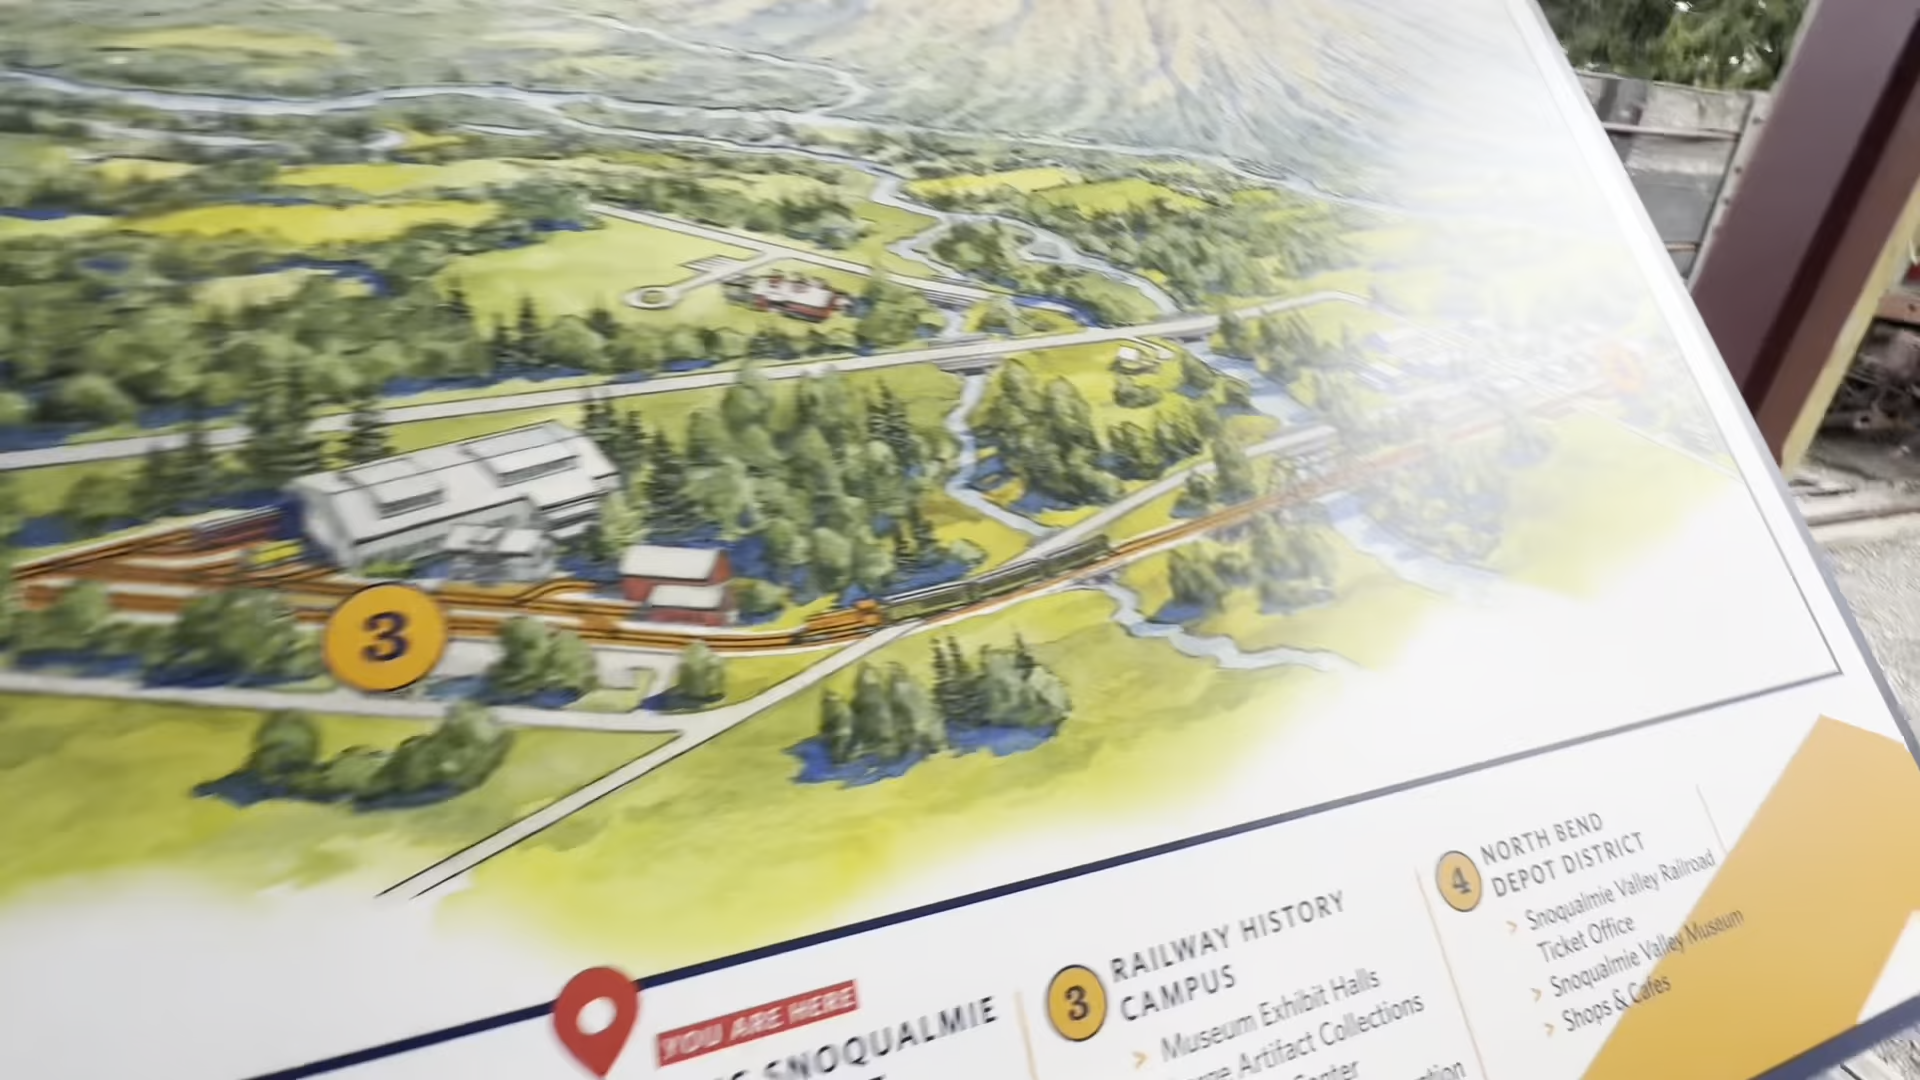 3
YOU ARE HERE
SNOQUALMIE
3
RAILWAY HISTORY
CAMPUS
> Museum Exhibit Halls
Artifact Collections
Center
4
NORTH BEND
DEPOT DISTRICT
> Snoqualmie Valley Railroad
Ticket Office
> Snoqualmie Valley Museum
> Shops & Cafes